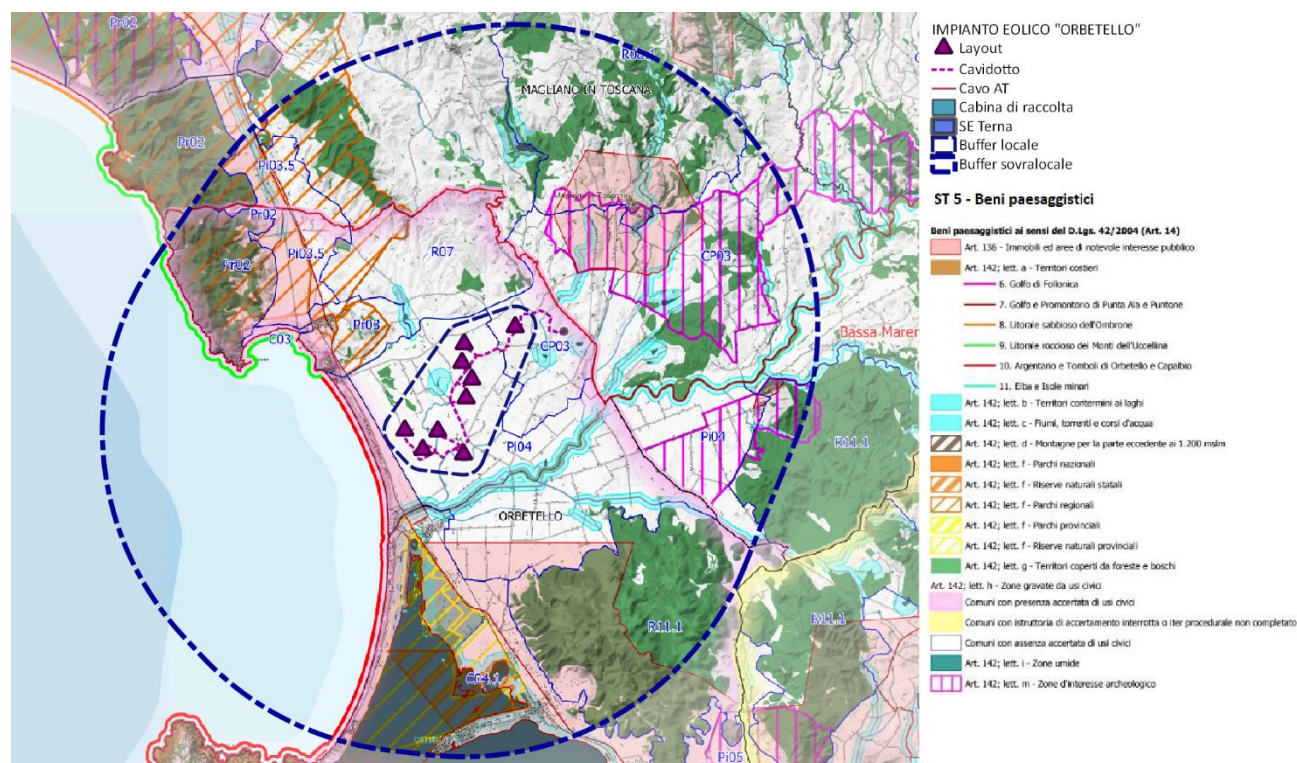 Pr02
R08.1
MAGLIANO IN TOSCANA
Pr02
Pi03.5
Pr02
Pi03.5
Pr02
R07
CP03
Pr03
C03
CP03
Bassa Marem
Pi04
Pi04
R11.1
ORBETELLO
R11.1
R11.1
C04.1
Pi05
IMPIANTO EOLICO "ORBETELLO"
Layout
Cavidotto
Cavo AT
Cabina di raccolta
SE Terna
Buffer locale
Buffer sovralocale
ST 5 - Beni paesaggistici
Beni paesaggistici ai sensi del D.Lgs. 42/2004 (Art. 14)
Art. 136 - Immobili ed aree di notevole interesse pubblico
Art. 142; lett. a - Territori costieri
6. Golfo di Follonica
7. Golfo e Promontorio di Punta Ala e Puntone
8. Litorale sabbioso dell'Ombrone
9. Litorale roccioso dei Monti dell'Uccellina
10. Argentario e Tomboli di Orbetello e Capalbio
11. Elba e Isole minori
Art. 142; lett. b - Territori contermini ai laghi
Art. 142; lett. c - Fiumi, torrenti e corsi d'acqua
Art. 142; lett. d - Montagne per la parte eccedente ai 1.200 mslm
Art. 142; lett. f - Parchi nazionali
Art. 142; lett. f - Riserve naturali statali
Art. 142; lett. f - Parchi regionali
Art. 142; lett. f - Parchi provinciali
Art. 142; lett. f - Riserve naturali provinciali
Art. 142; lett. g - Territori coperti da foreste e boschi
Art. 142; lett. h - Zone gravate da usi civici
Comuni con presenza accertata di usi civici
Comuni con istruttoria di accertamento interrotta o iter procedurale non completato
Comuni con assenza accertata di usi civici
Art. 142; lett. i - Zone umide
Art. 142; lett. m - Zone d'interesse archeologico